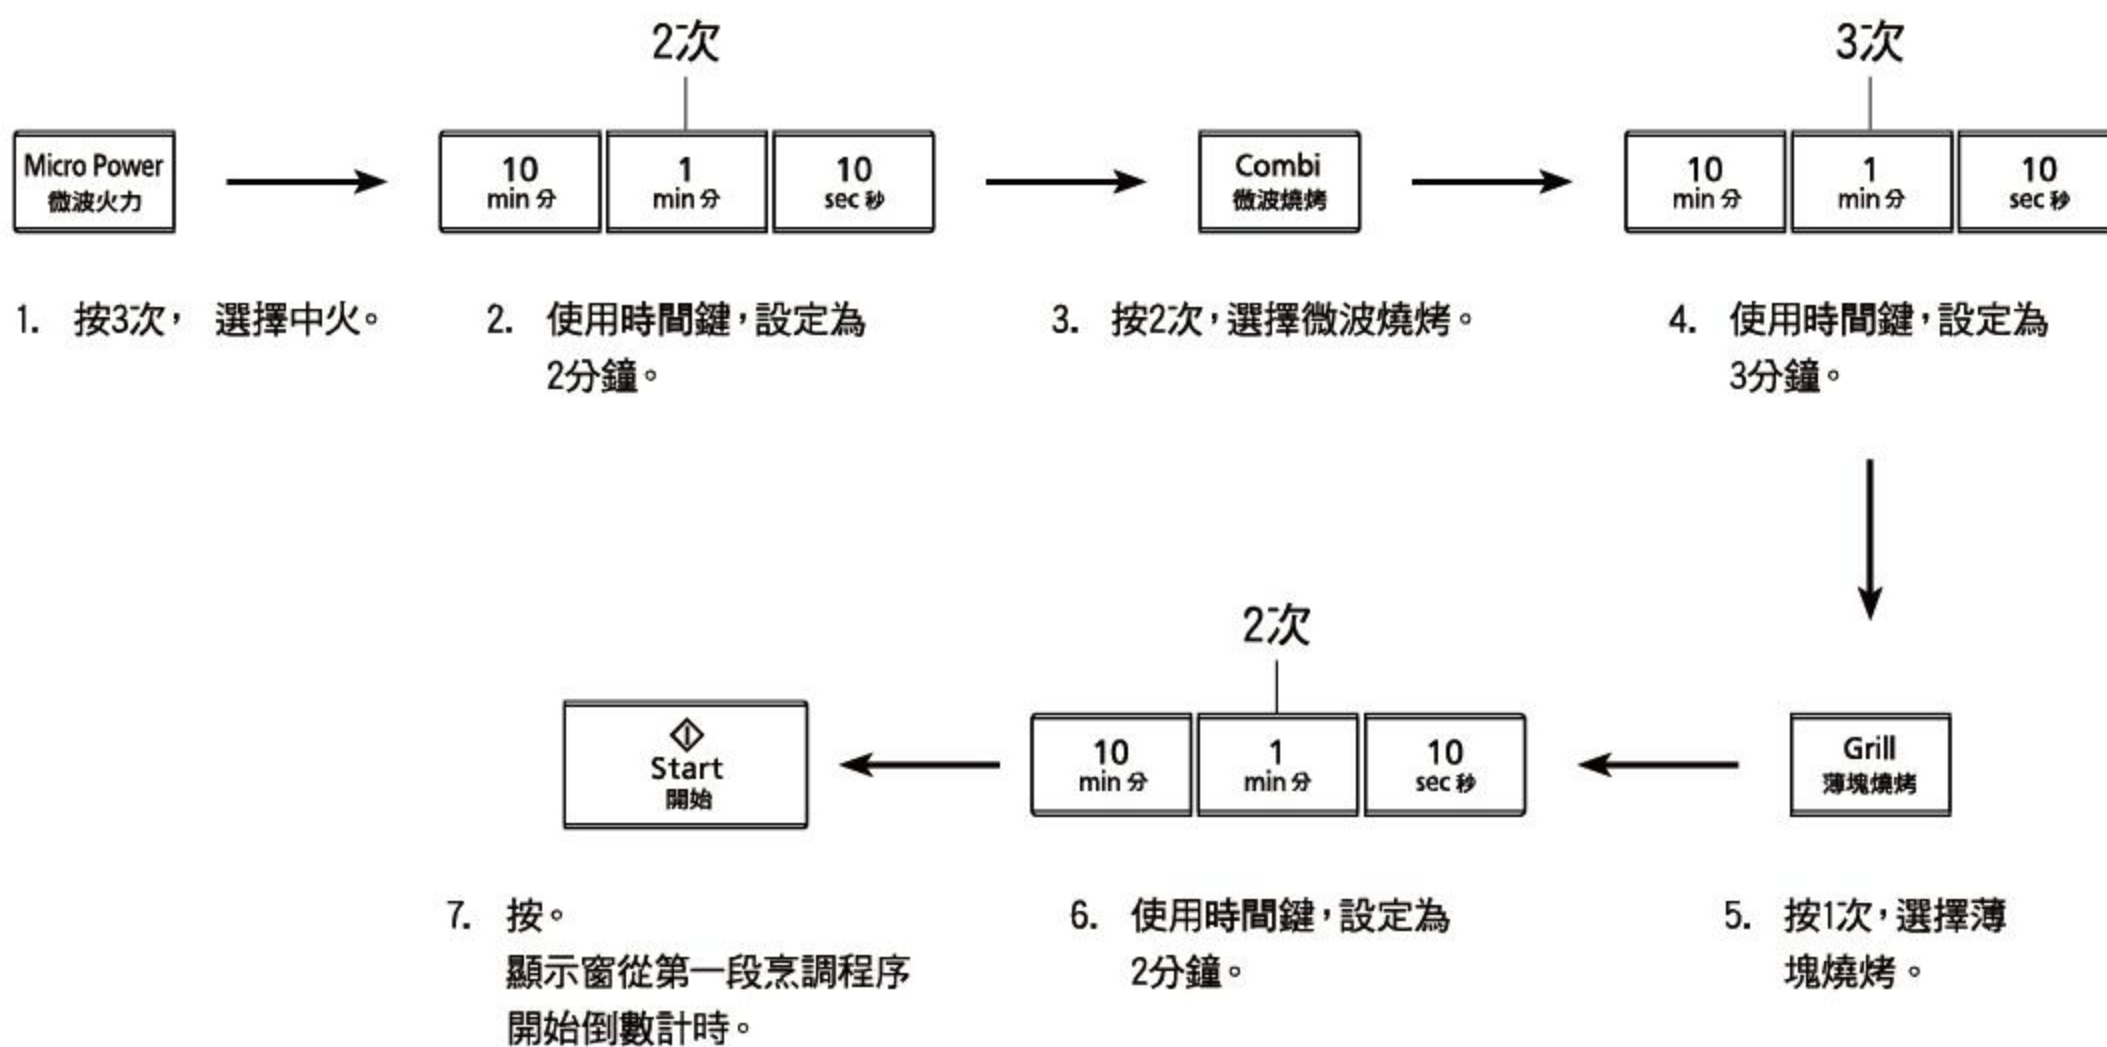 2次
3次
Micro Power
微波火力
10
min 分
1
min 分
10
sec 秒
Combi
微波燒烤
10
min 分
1
min 分
10
sec 秒
1. 按3次, 選擇中火。
2. 使用時間鍵,設定為
2分鐘。
3. 按2次,選擇微波燒烤。
4. 使用時間鍵,設定為
3分鐘。
Grill
薄塊燒烤
5. 按1次,選擇薄
塊燒烤。
2次
10
min 分
1
min 分
10
sec 秒
6. 使用時間鍵,設定為
2分鐘。
Start
開始
7. 按。
顯示窗從第一段烹調程序
開始倒數計時。